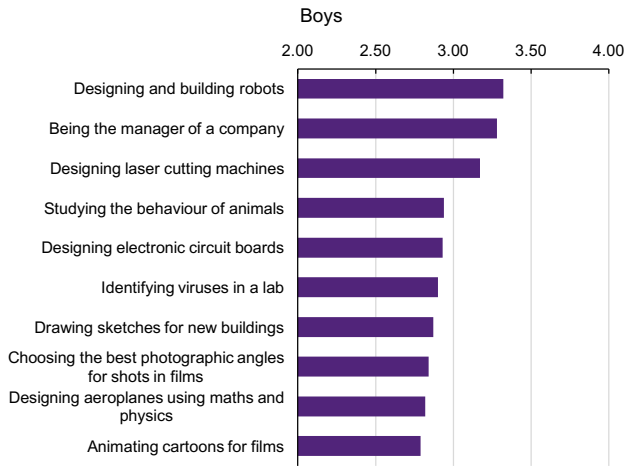 Boys
2.00 2.50 3.00 3.50 4.00
Designing and building robots
Being the manager of a company
Designing laser cutting machines
Studying the behaviour of animals
Designing electronic circuit boards
Identifying viruses in a lab
Drawing sketches for new buildings
Choosing the best photographic angles
for shots in films
Designing aeroplanes using maths and
physics
Animating cartoons for films